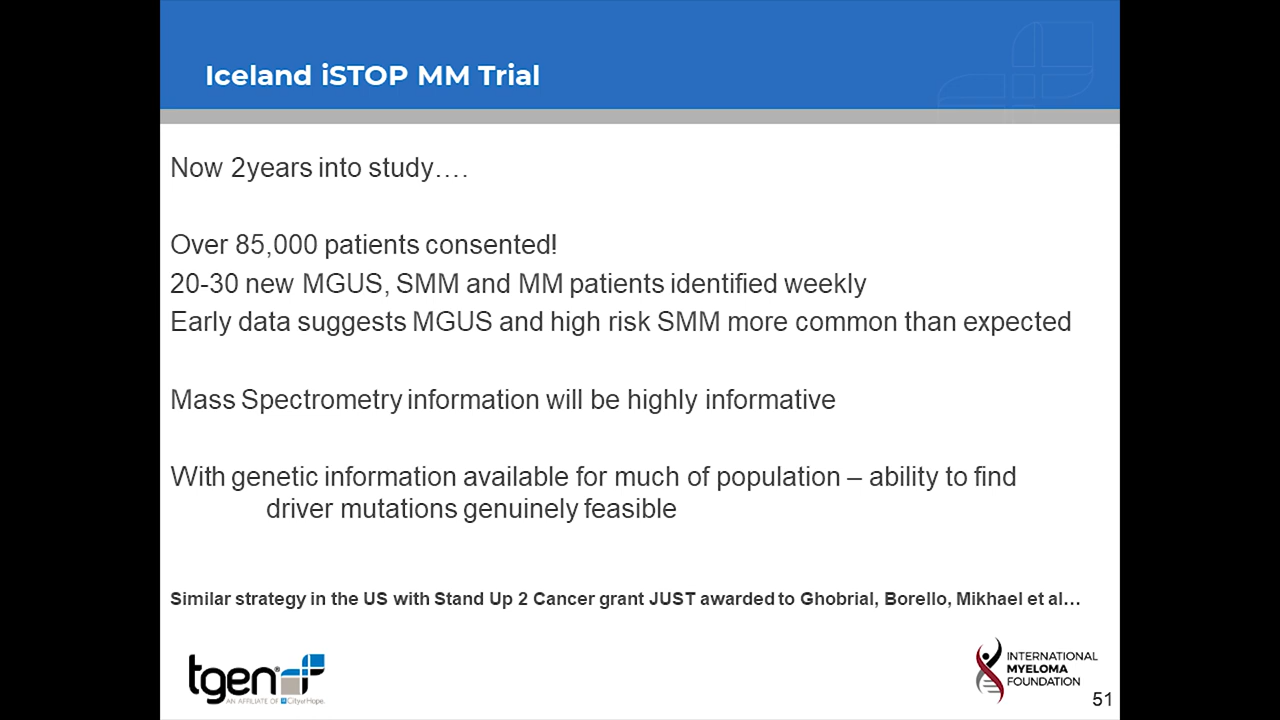 Iceland iSTOP MM Trial
Now 2years into study….
Over 85,000 patients consented!
20-30 new MGUS, SMM and MM patients identified weekly
Early data suggests MGUS and high risk SMM more common than expected
Mass Spectrometry information will be highly informative
With genetic information available for much of population – ability to find
driver mutations genuinely feasible
Similar strategy in the US with Stand Up 2 Cancer grant JUST awarded to Ghobrial, Borello, Mikhael et al…
tgen®
AN AFFILIATE OF City of Hope.
INTERNATIONAL
MYELOMA
FOUNDATION
51